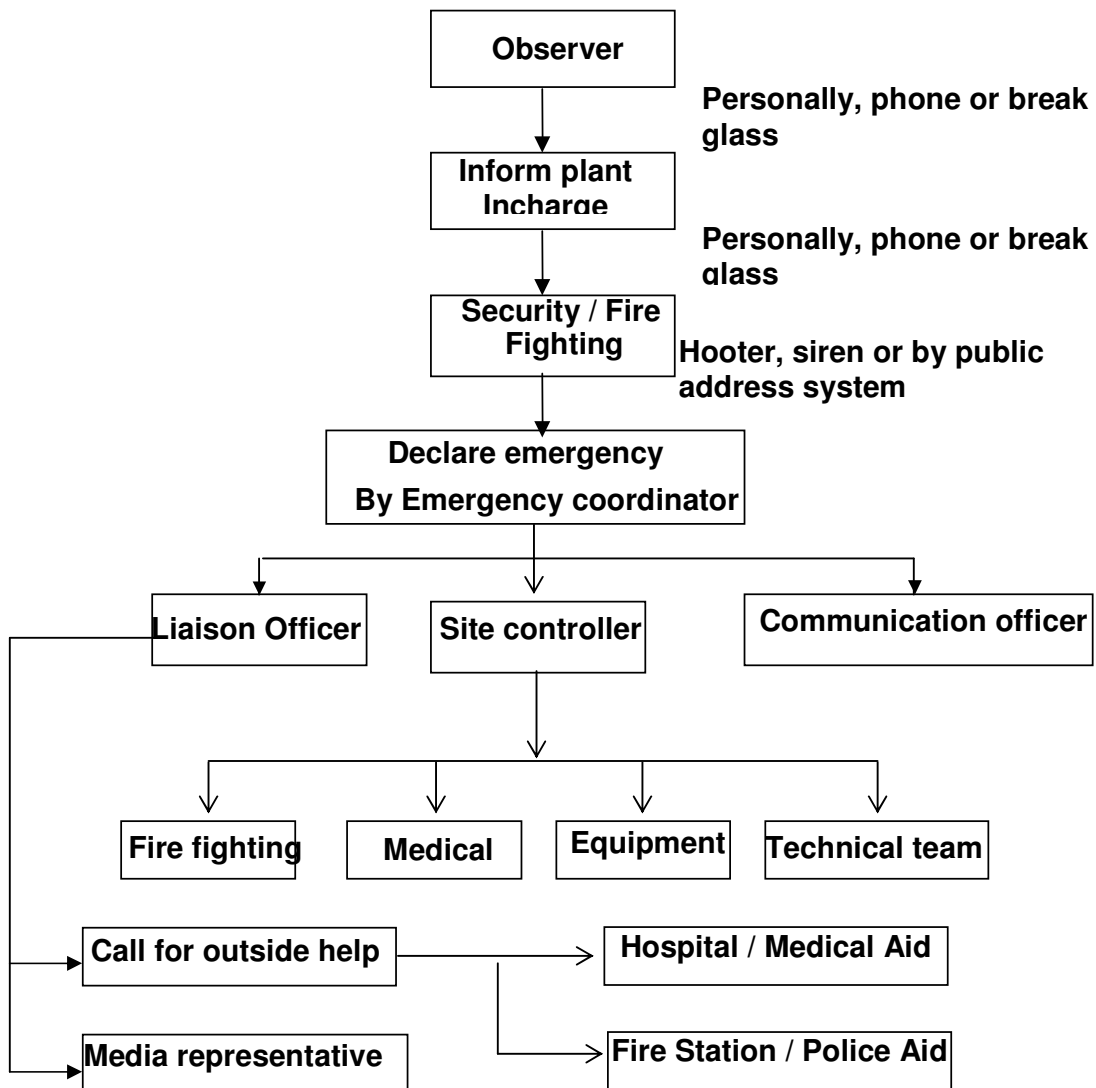 Observer
Personally, phone or break
glass
Inform plant
Incharge
Personally, phone or break
glass
Security / Fire
Fighting
Hooter, siren or by public
address system
Declare emergency
By Emergency coordinator
Liaison Officer
Site controller
Communication officer
Fire fighting
Medical
Equipment
Technical team
Call for outside help
Hospital / Medical Aid
Media representative
Fire Station / Police Aid